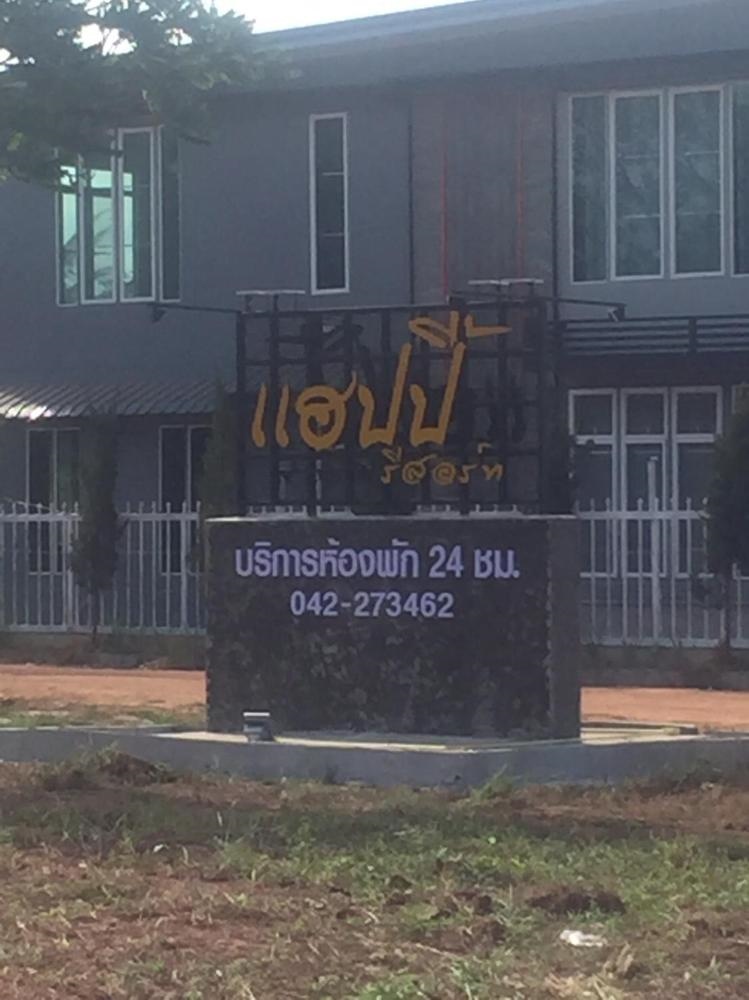 แฮปปี้
รีสอร์ท
บริการห้องพัก 24 ชม.
042-273462